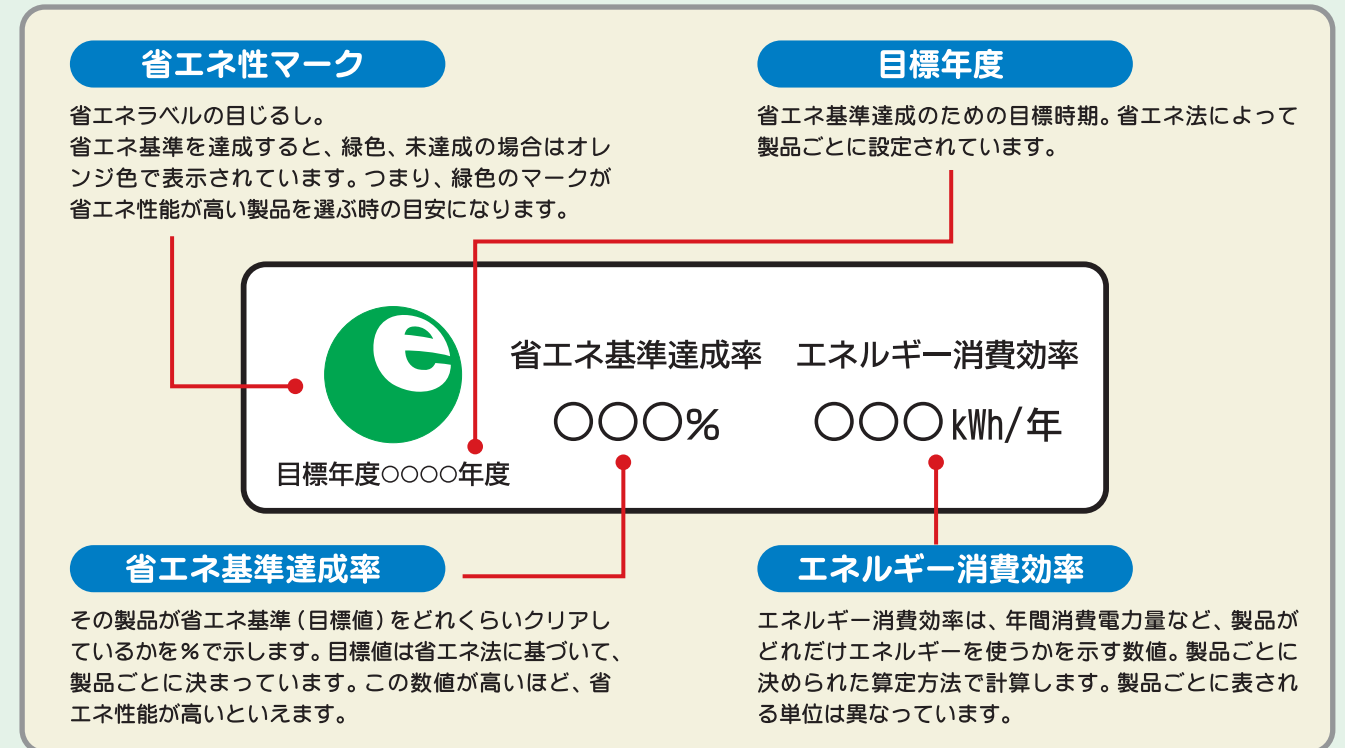 省エネ性マーク
省エネラベルの目じるし。
省エネ基準を達成すると、緑色、未達成の場合はオレ
ンジ色で表示されています。つまり、緑色のマークが
省エネ性能が高い製品を選ぶ時の目安になります。
目標年度
省エネ基準達成のための目標時期。省エネ法によって
製品ごとに設定されています。
e
目標年度○○○○年度
省エネ基準達成率
○○○%
エネルギー消費効率
○○○kWh/年
省エネ基準達成率
その製品が省エネ基準(目標値)をどれくらいクリアし
ているかを%で示します。目標値は省エネ法に基づいて、
製品ごとに決まっています。この数値が高いほど、省
エネ性能が高いといえます。
エネルギー消費効率
エネルギー消費効率は、年間消費電力量など、製品が
どれだけエネルギーを使うかを示す数値。製品ごとに
決められた算定方法で計算します。製品ごとに表され
る単位は異なっています。